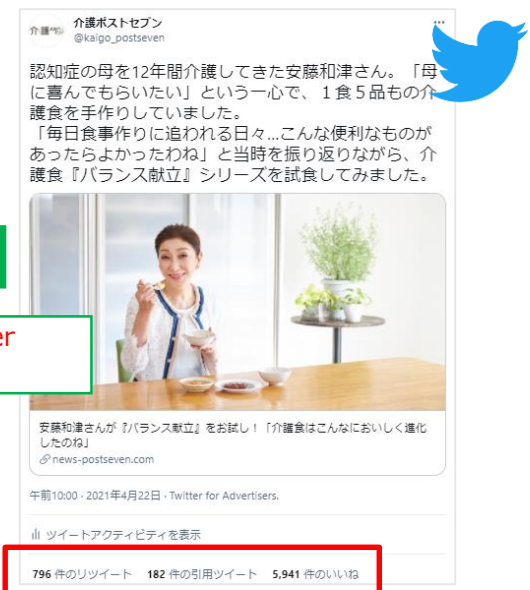 介護ポストセブン
@kaigo_postseven
認知症の母を12年間介護してきた安藤和津さん。「母
に喜んでもらいたい」という一心で、１食５品もの介
護食を手作りしていました。
「毎日食事作りに追われる日々...こんな便利なものが
あったらよかったわね」と当時を振り返りながら、介
護食『バランス献立』シリーズを試食してみました。
er
安藤和津さんが『バランス献立』をお試し！「介護食はこんなにおいしく進化
したのね」
news-postseven.com
午前10:00 · 2021年4月22日 · Twitter for Advertisers.
ツイートアクティビティを表示
796 件のリツイート 182 件の引用ツイート 5,941 件のいいね